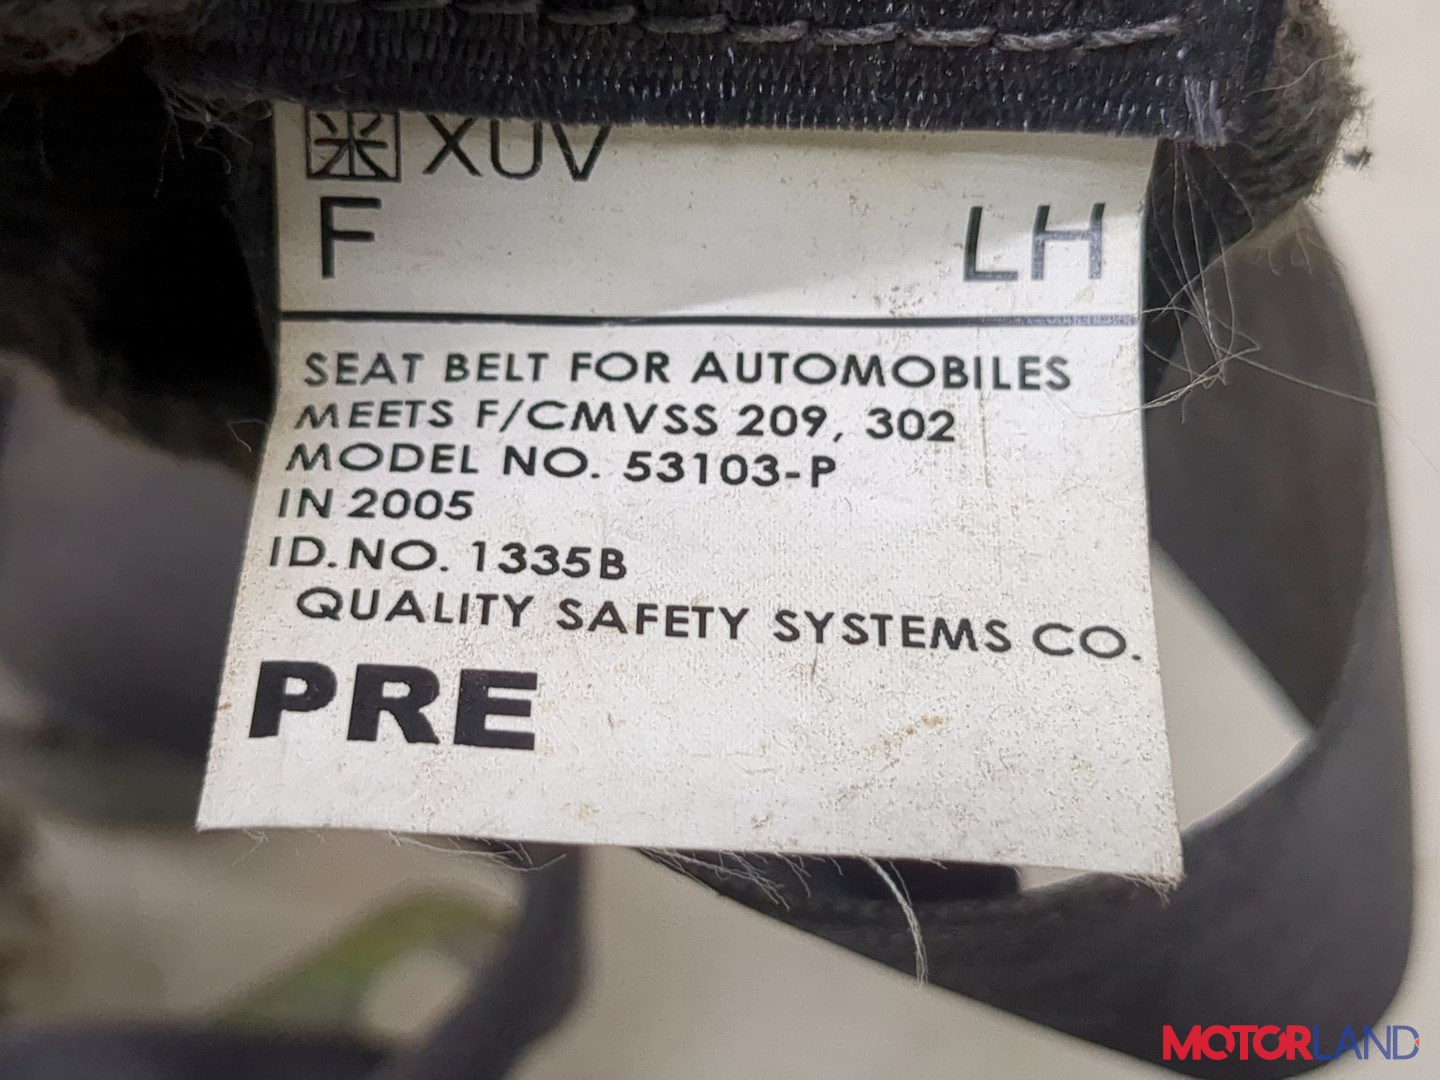 米 XUV
F LH
SEAT BELT FOR AUTOMOBILES
MEETS F/CMVSS 209, 302
MODEL NO. 53103-P
IN 2005
ID.NO. 1335B
QUALITY SAFETY SYSTEMS CO.
PRE
MOTORLAND